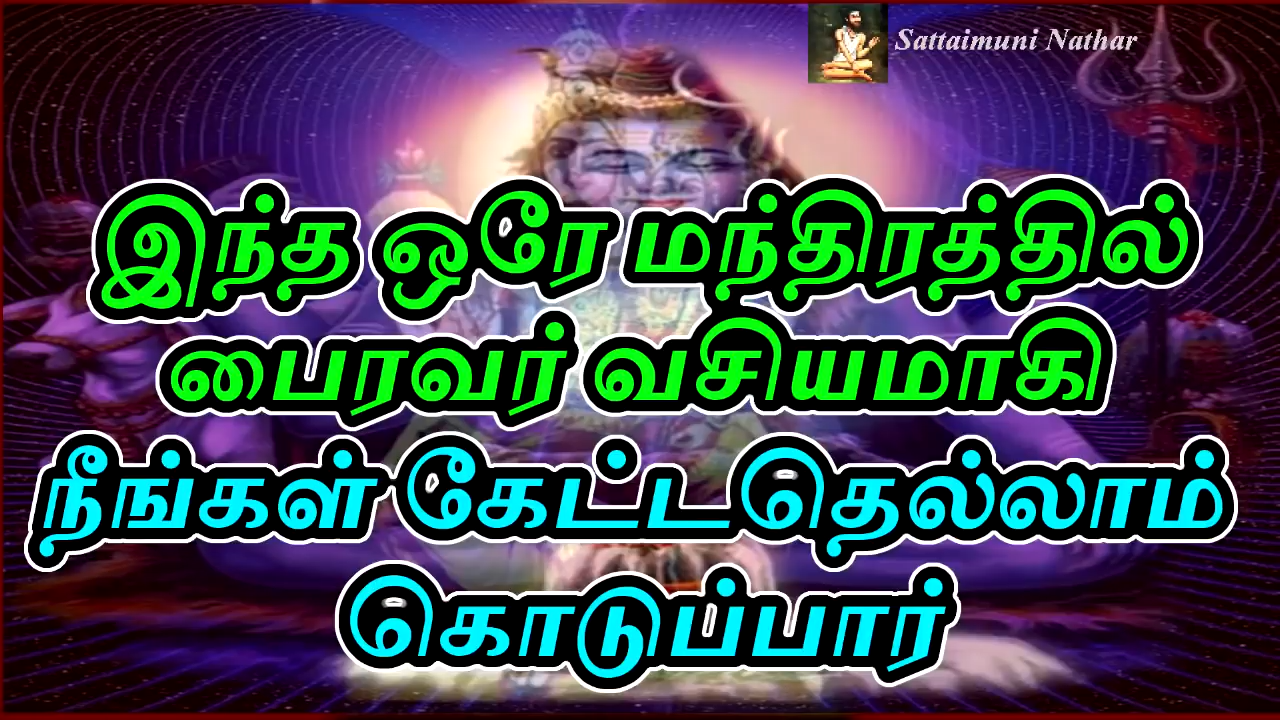 Sattaimuni Nathar
இந்த ஒரே மந்திரத்தில்
பைரவர் வசியமாகி
நீங்கள் கேட்டதெல்லாம்
கொடுப்பார்